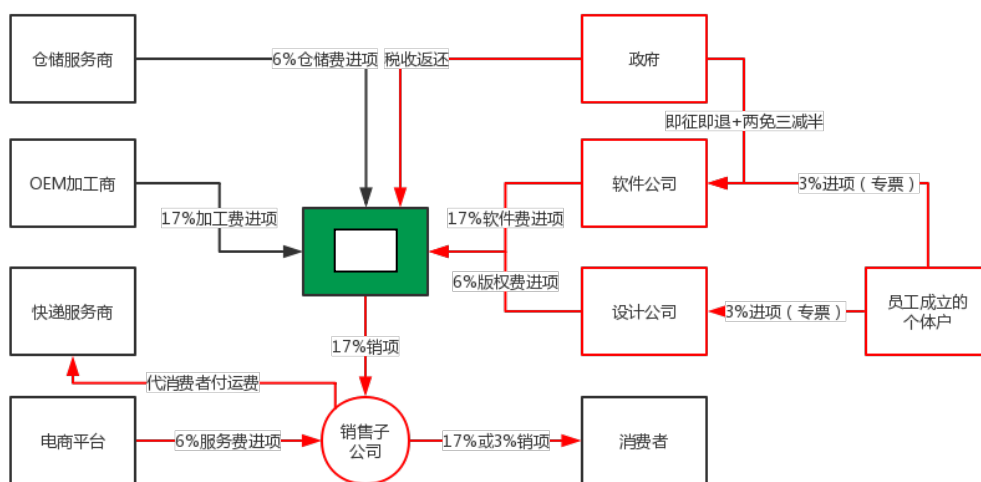 仓储服务商
6%仓储费进项
税收返还
政府
即征即退+两免三减半
OEM加工商
17%加工费进项
17%软件费进项
软件公司
3%进项（专票）
6%版权费进项
快递服务商
设计公司
3%进项（专票）
员工成立的
个体户
17%销项
代消费者付运费
电商平台
6%服务费进项
销售子
公司
17%或3%销项
消费者